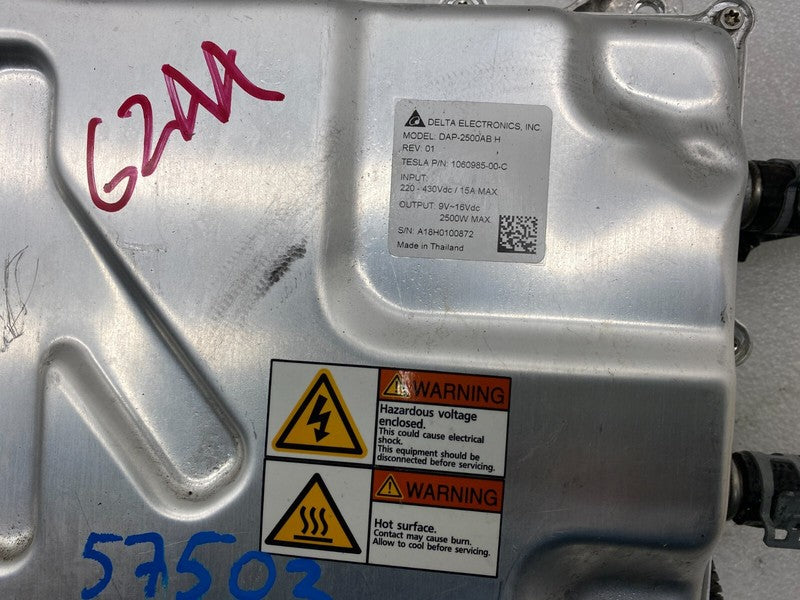 G2AA
DELTA ELECTRONICS, INC.
MODEL: DAP-2500AB H
REV: 01
TESLA P/N: 1060985-00-C
INPUT:
220 - 430Vdc / 15A MAX
OUTPUT: 9V~16Vdc
2500W MAX
S/N: A18H0100872
Made in Thailand
WARNING
Hazardous voltage
enclosed.
This could cause electrical
shock.
This equipment should be
disconnected before servicing.
WARNING
Hot surface.
Contact may cause burn.
Allow to cool before servicing.
57502